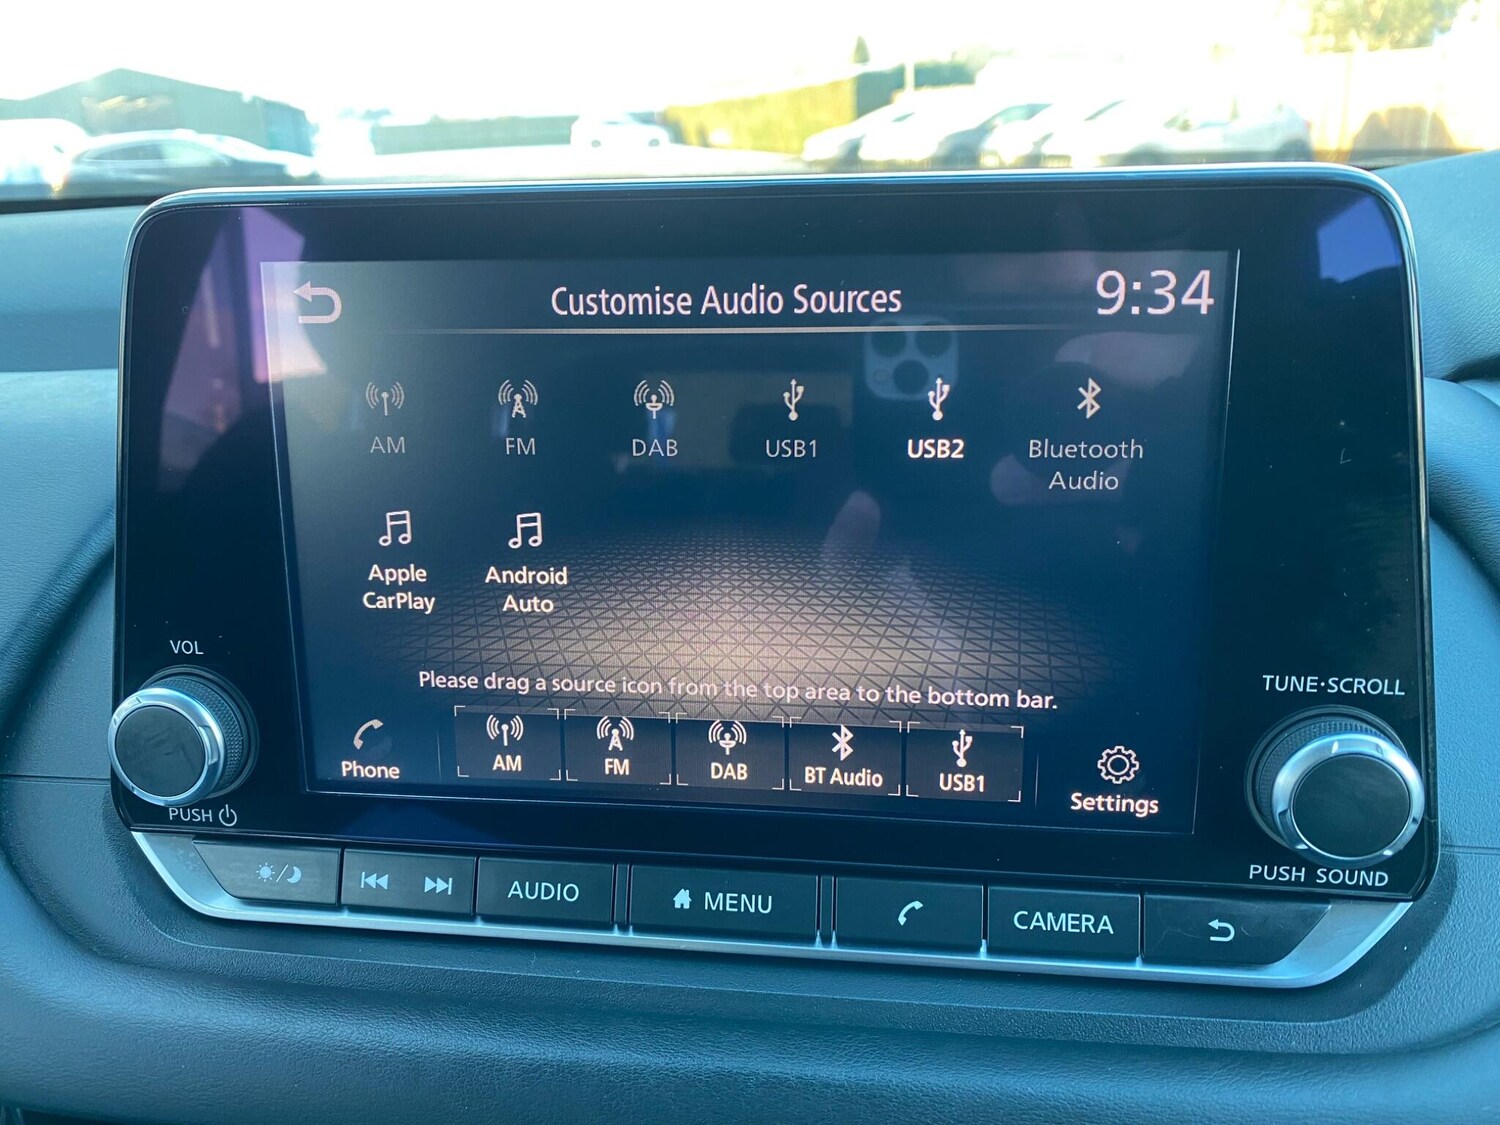 Customise Audio Sources
9:34
AM
FM
DAB
USB1
USB2
Bluetooth
Audio
Apple
CarPlay
Android
Auto
Please drag a source icon from the top area to the bottom bar.
Phone
AM
FM
DAB
BT Audio
USB1
Settings
VOL
PUSH
TUNE·SCROLL
PUSH SOUND
AUDIO
MENU
CAMERA